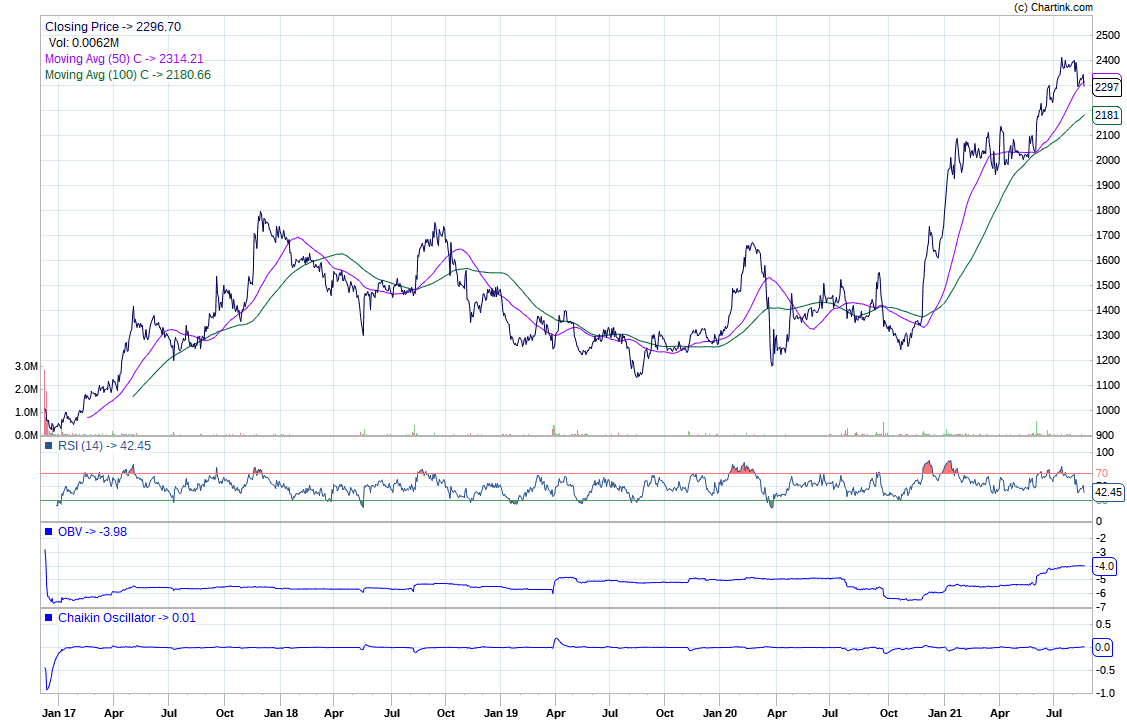 (c) Chartink.com
Closing Price -> 2296.70
Vol: 0.0062M
Moving Avg (50) C -> 2314.21
Moving Avg (100) C -> 2180.66
2500
2400
2297
2181
2100
2000
1900
1800
1700
1600
1500
1400
1300
1200
1100
1000
900
3.0M
2.0M
1.0M
0.0M
RSI (14) -> 42.45
100
70
42.45
0
OBV -> -3.98
-2
-3
-4.0
-5
-6
-7
Chaikin Oscillator -> 0.01
0.5
0.0
-0.5
-1.0
Jan 17 Apr Jul Oct Jan 18 Apr Jul Oct Jan 19 Apr Jul Oct Jan 20 Apr Jul Oct Jan 21 Apr Jul